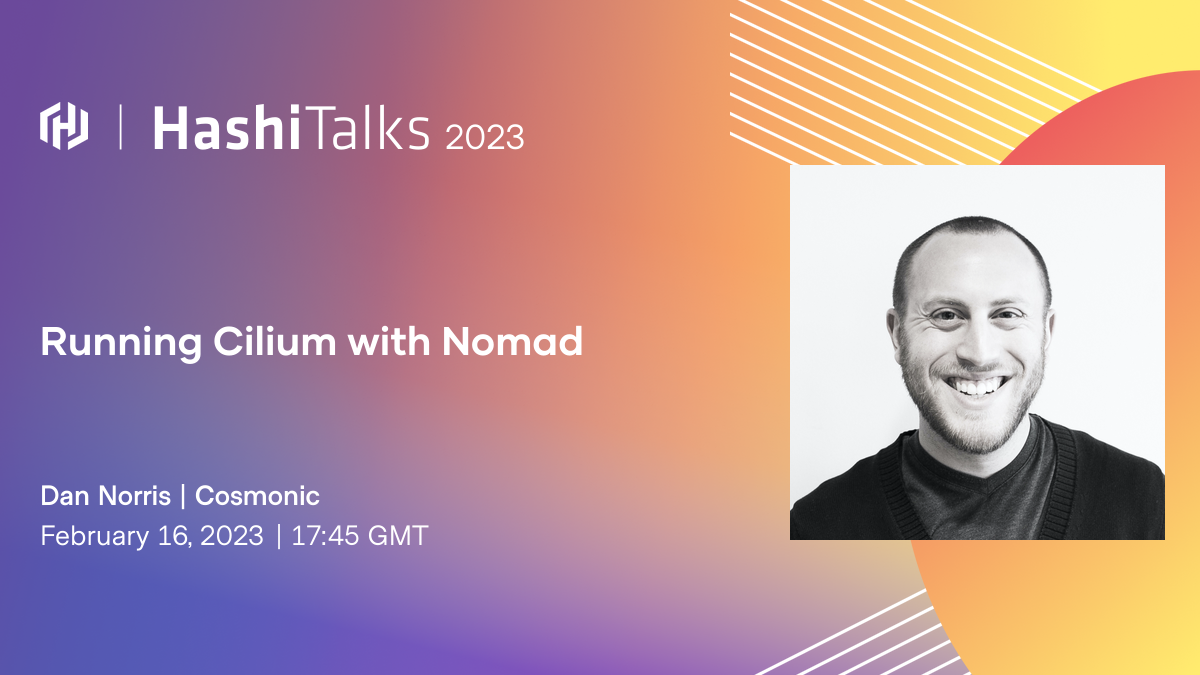 HashiTalks 2023
Running Cilium with Nomad
Dan Norris | Cosmonic
February 16, 2023 | 17:45 GMT